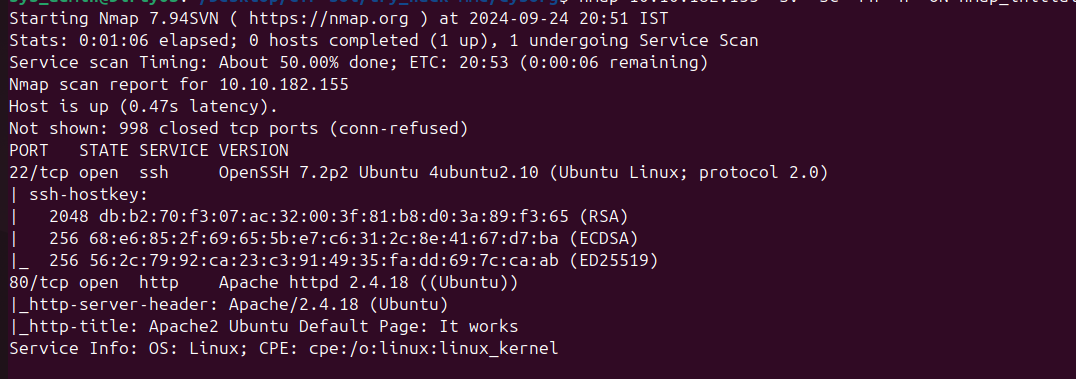 Starting Nmap 7.94SVN ( https://nmap.org ) at 2024-09-24 20:51 IST
Stats: 0:01:06 elapsed; 0 hosts completed (1 up), 1 undergoing Service Scan
Service scan Timing: About 50.00% done; ETC: 20:53 (0:00:06 remaining)
Nmap scan report for 10.10.182.155
Host is up (0.47s latency).
Not shown: 998 closed tcp ports (conn-refused)
PORT   STATE SERVICE VERSION
22/tcp open  ssh     OpenSSH 7.2p2 Ubuntu 4ubuntu2.10 (Ubuntu Linux; protocol 2.0)
| ssh-hostkey:
|   2048 db:b2:70:f3:07:ac:32:00:3f:81:b8:d0:3a:89:f3:65 (RSA)
|   256 68:e6:85:2f:69:65:5b:e7:c6:31:2c:8e:41:67:d7:ba (ECDSA)
|_  256 56:2c:79:92:ca:23:c3:91:49:35:fa:dd:69:7c:ca:ab (ED25519)
80/tcp open  http    Apache httpd 2.4.18 ((Ubuntu))
|_http-server-header: Apache/2.4.18 (Ubuntu)
|_http-title: Apache2 Ubuntu Default Page: It works
Service Info: OS: Linux; CPE: cpe:/o:linux:linux_kernel